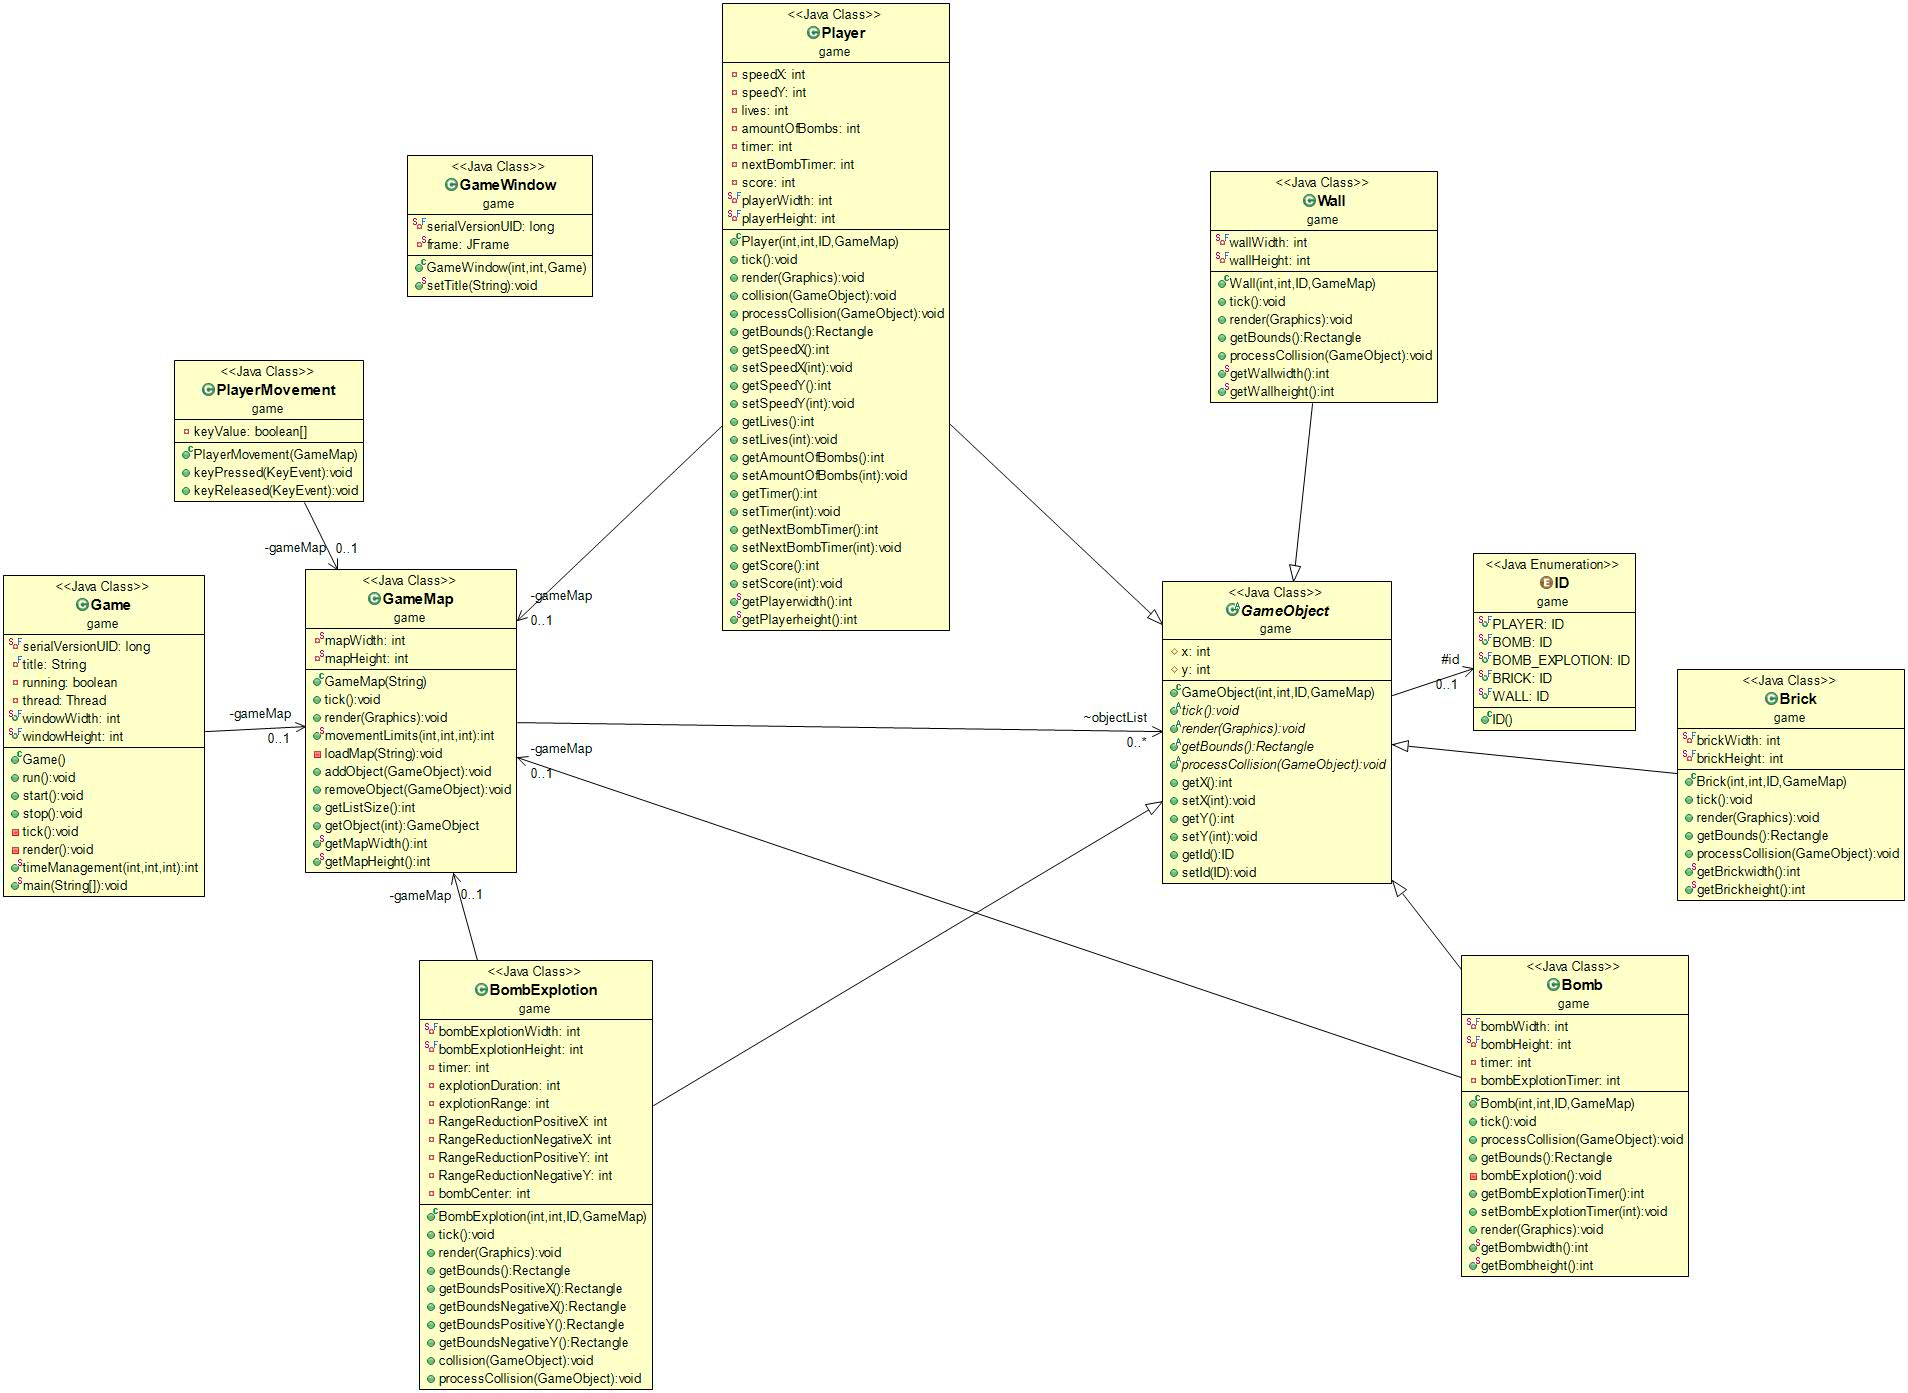 <<Java Class>>
Player
game
speedX: int
speedY: int
lives: int
amountOfBombs: int
timer: int
nextBombTimer: int
score: int
playerWidth: int
playerHeight: int
Player(int,int,ID,GameMap)
tick():void
render(Graphics):void
collision(GameObject):void
processCollision(GameObject):void
getBounds():Rectangle
getSpeedX():int
setSpeedX(int):void
getSpeedY():int
setSpeedY(int):void
getLives():int
setLives(int):void
getAmountOfBombs():int
setAmountOfBombs(int):void
getTimer():int
setTimer(int):void
getNextBombTimer():int
setNextBombTimer(int):void
getScore():int
setScore(int):void
getPlayerwidth():int
getPlayerheight():int
<<Java Class>>
GameWindow
game
serialVersionUID: long
frame: JFrame
GameWindow(int,int,Game)
setTitle(String):void
<<Java Class>>
Wall
game
wallWidth: int
wallHeight: int
Wall(int,int,ID,GameMap)
tick():void
render(Graphics):void
getBounds():Rectangle
processCollision(GameObject):void
getWallwidth():int
getWallheight():int
<<Java Class>>
PlayerMovement
game
keyValue: boolean[]
PlayerMovement(GameMap)
keyPressed(KeyEvent):void
keyReleased(KeyEvent):void
-gameMap 0..1
<<Java Class>>
Game
game
serialVersionUID: long
title: String
running: boolean
thread: Thread
windowWidth: int
windowHeight: int
Game()
run():void
start():void
stop():void
tick():void
render():void
timeManagement(int,int,int):int
main(String[]):void
-gameMap
0..1
<<Java Class>>
GameMap
game
mapWidth: int
mapHeight: int
GameMap(String)
tick():void
render(Graphics):void
movementLimits(int,int,int):int
loadMap(String):void
addObject(GameObject):void
removeObject(GameObject):void
getListSize():int
getObject(int):GameObject
getMapWidth():int
getMapHeight():int
-gameMap
0..1
-gameMap
0..1
-gameMap 0..1
~objectList
0..*
<<Java Class>>
GameObject
game
x: int
y: int
GameObject(int,int,ID,GameMap)
tick():void
render(Graphics):void
getBounds():Rectangle
processCollision(GameObject):void
getX():int
setX(int):void
getY():int
setY(int):void
getId():ID
setId(ID):void
#id
0..1
<<Java Enumeration>>
ID
game
PLAYER: ID
BOMB: ID
BOMB_EXPLOTION: ID
BRICK: ID
WALL: ID
ID()
<<Java Class>>
Brick
game
brickWidth: int
brickHeight: int
Brick(int,int,ID,GameMap)
tick():void
render(Graphics):void
getBounds():Rectangle
processCollision(GameObject):void
getBrickwidth():int
getBrickheight():int
<<Java Class>>
BombExplotion
game
bombExplotionWidth: int
bombExplotionHeight: int
timer: int
explotionDuration: int
explotionRange: int
RangeReductionPositiveX: int
RangeReductionNegativeX: int
RangeReductionPositiveY: int
RangeReductionNegativeY: int
bombCenter: int
BombExplotion(int,int,ID,GameMap)
tick():void
render(Graphics):void
getBounds():Rectangle
getBoundsPositiveX():Rectangle
getBoundsNegativeX():Rectangle
getBoundsPositiveY():Rectangle
getBoundsNegativeY():Rectangle
collision(GameObject):void
processCollision(GameObject):void
<<Java Class>>
Bomb
game
bombWidth: int
bombHeight: int
timer: int
bombExplotionTimer: int
Bomb(int,int,ID,GameMap)
tick():void
processCollision(GameObject):void
getBounds():Rectangle
bombExplotion():void
getBombExplotionTimer():int
setBombExplotionTimer(int):void
render(Graphics):void
getBombwidth():int
getBombheight():int